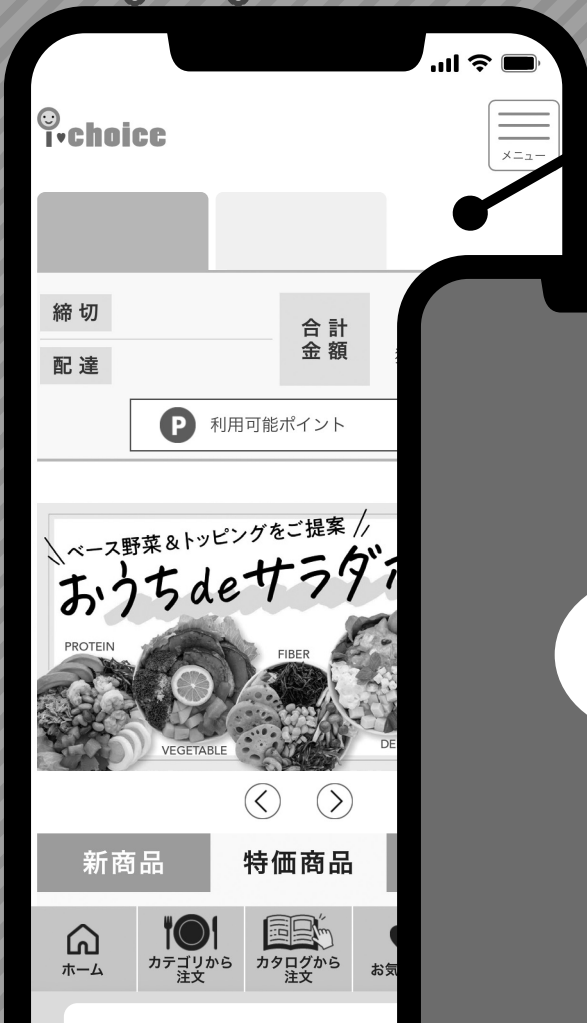 i♥choice
メニュー
締切
合計
金額
配達
P 利用可能ポイント
ベース野菜&トッピングをご提案
おうちdeサラダ
PROTEIN
FIBER
VEGETABLE
DE
新商品
特価商品
ホーム
カテゴリから
注文
カタログから
注文
お気